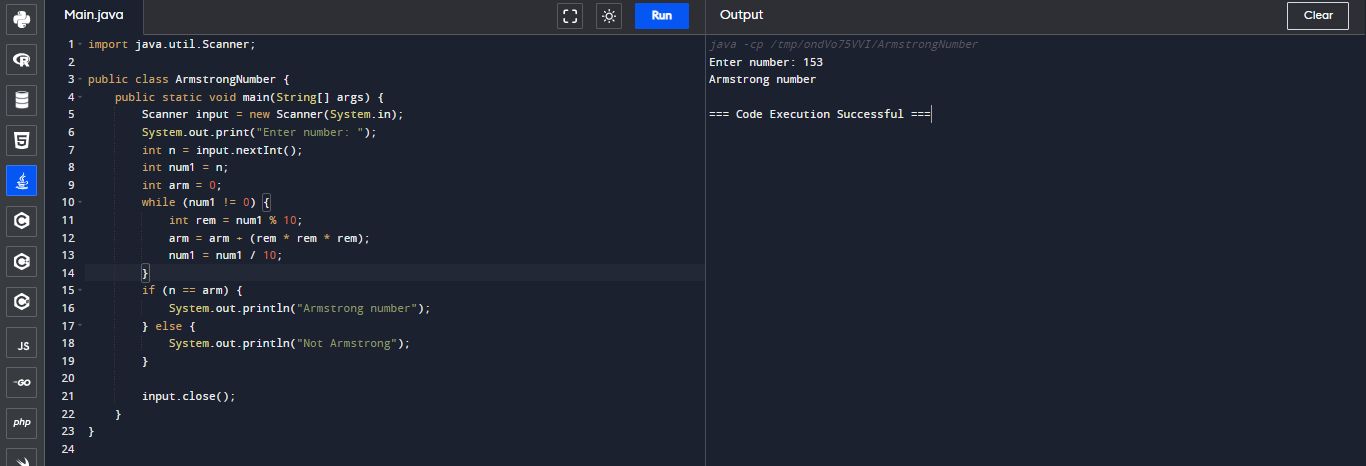 Main.java
Run
Output
Clear
1 import java.util.Scanner;
2
3 public class ArmstrongNumber {
4 public static void main(String[] args) {
5 Scanner input = new Scanner(System.in);
6 System.out.print("Enter number: ");
7 int n = input.nextInt();
8 int num1 = n;
9 int arm = 0;
10 while (num1 != 0) {
11 int rem = num1 % 10;
12 arm = arm + (rem * rem * rem);
13 num1 = num1 / 10;
14 }
15 if (n == arm) {
16 System.out.println("Armstrong number");
17 } else {
18 System.out.println("Not Armstrong");
19 }
20
21 input.close();
22 }
23 }
24
java -cp /tmp/ondVo75VVI/ArmstrongNumber
Enter number: 153
Armstrong number
=== Code Execution Successful ===
R
5
C
C
C
JS
GO
php